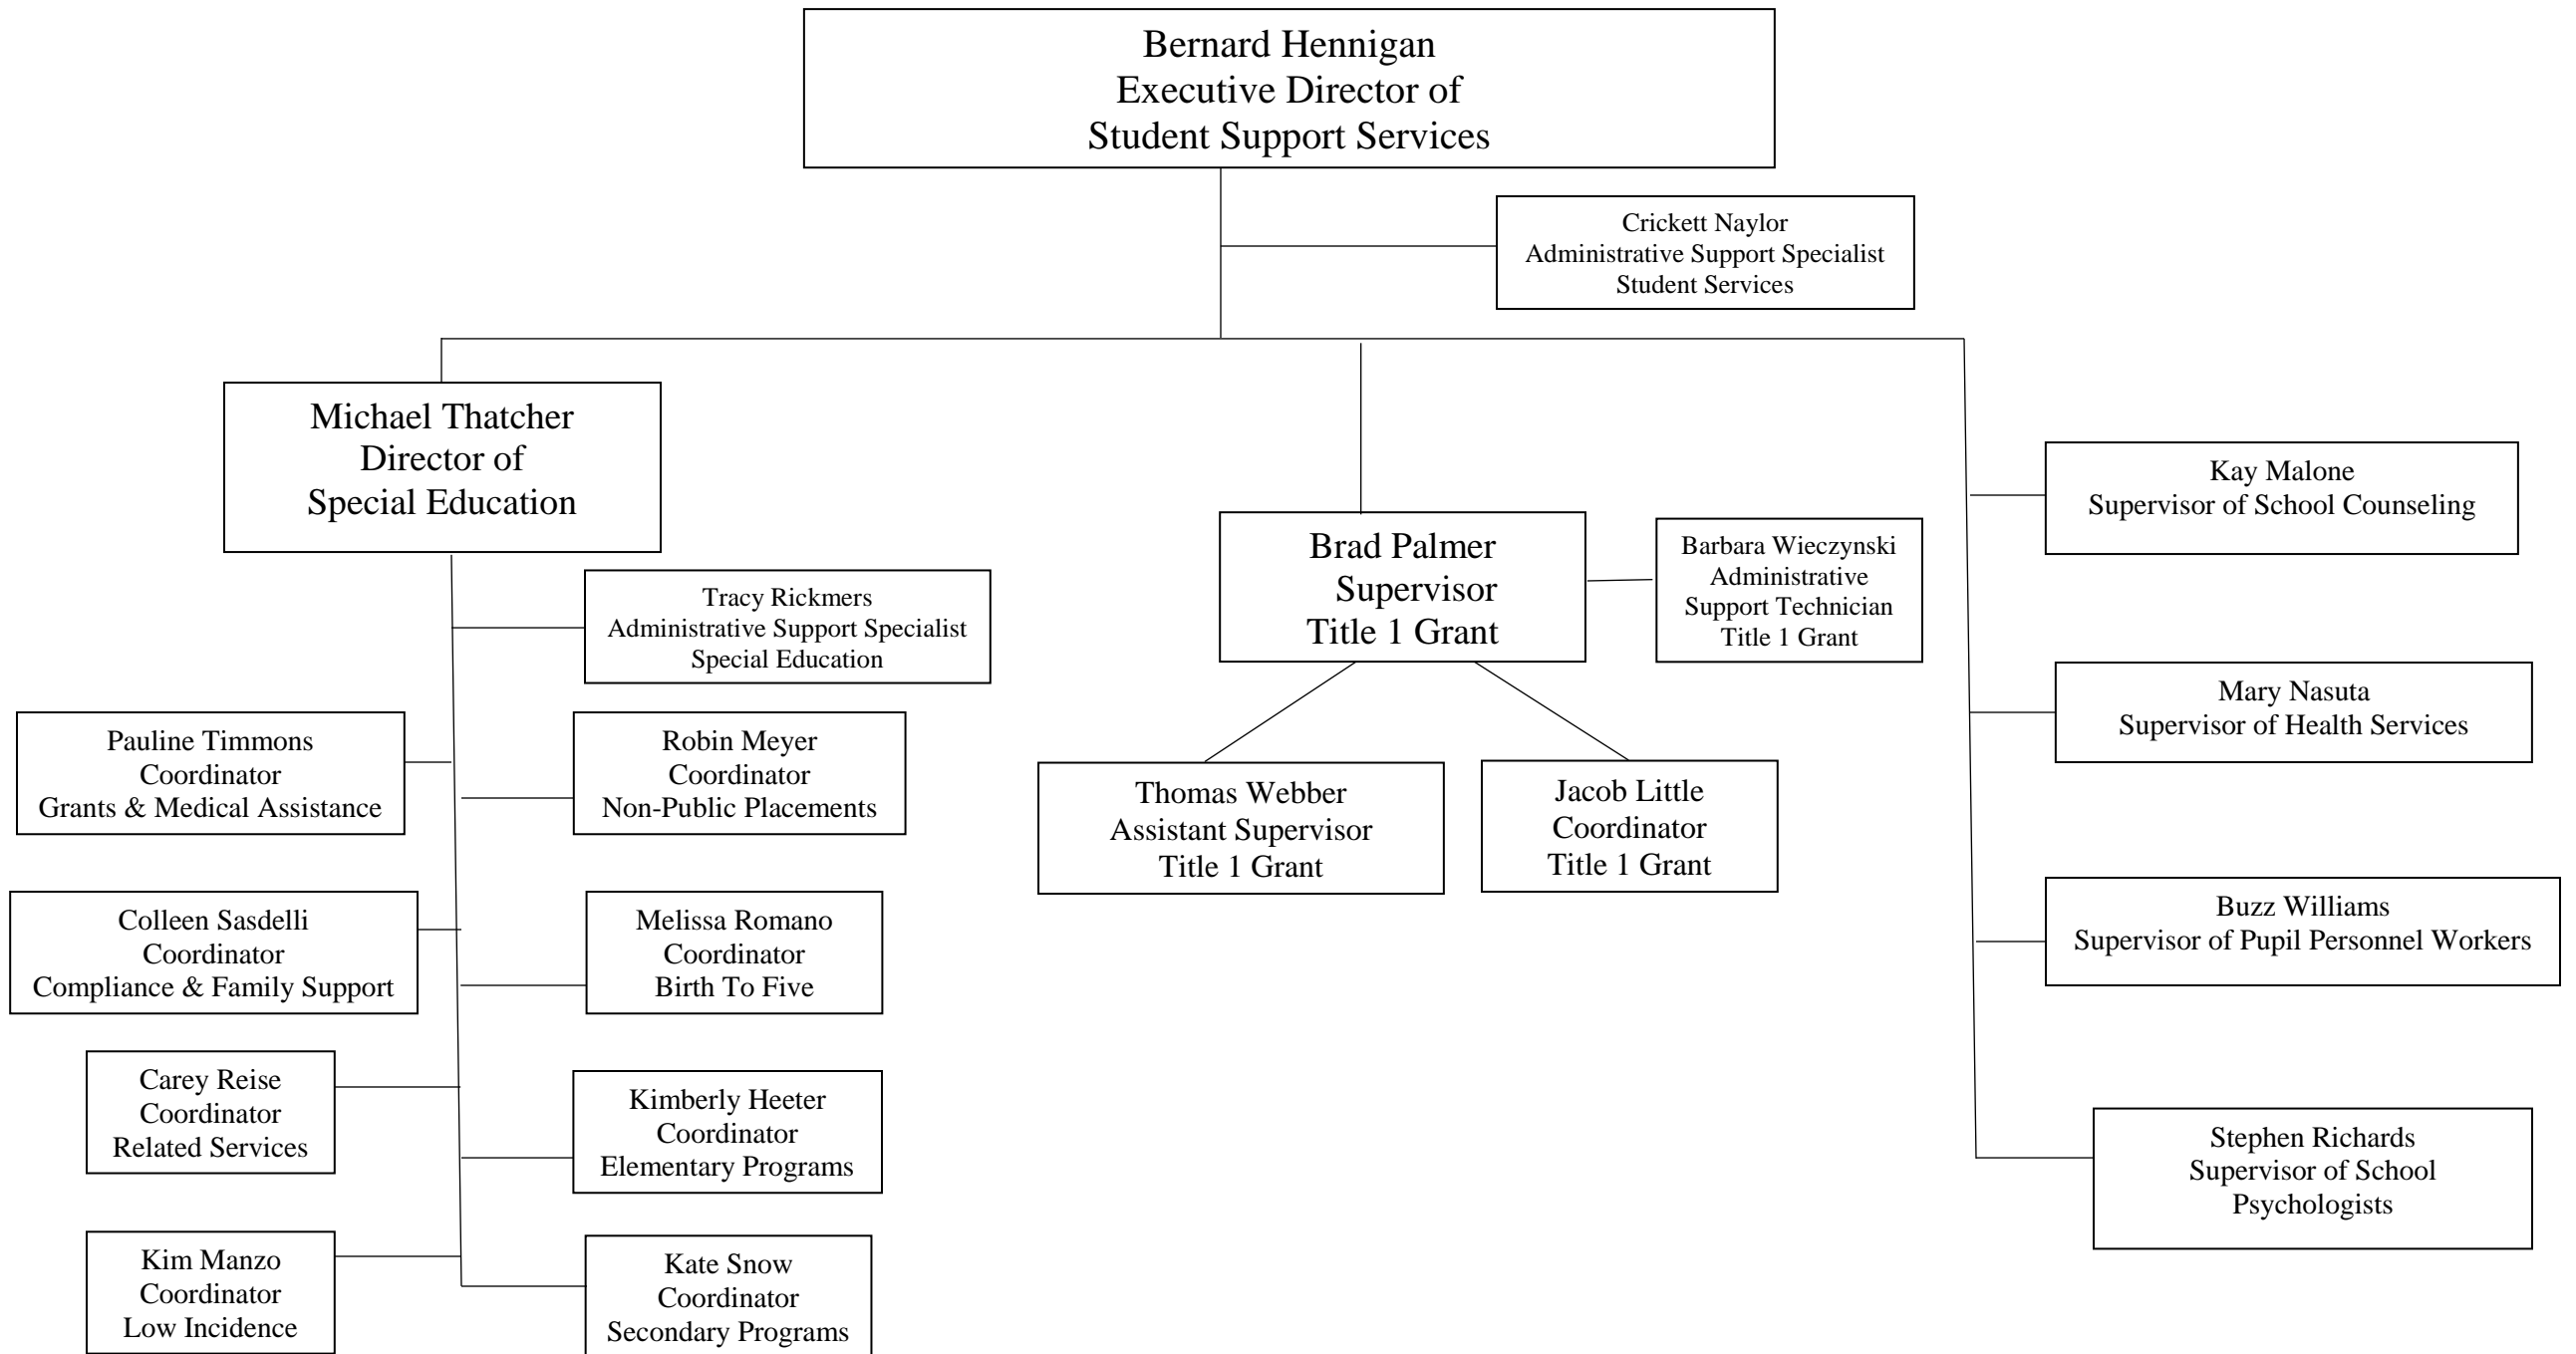 Bernard Hennigan
Executive Director of
Student Support Services
Crickett Naylor
Administrative Support Specialist
Student Services
Michael Thatcher
Director of
Special Education
Tracy Rickmers
Administrative Support Specialist
Special Education
Pauline Timmons
Coordinator
Grants & Medical Assistance
Robin Meyer
Coordinator
Non-Public Placements
Colleen Sasdelli
Coordinator
Compliance & Family Support
Melissa Romano
Coordinator
Birth To Five
Carey Reise
Coordinator
Related Services
Kimberly Heeter
Coordinator
Elementary Programs
Kim Manzo
Coordinator
Low Incidence
Kate Snow
Coordinator
Secondary Programs
Brad Palmer
Supervisor
Title 1 Grant
Barbara Wieczynski
Administrative
Support Technician
Title 1 Grant
Thomas Webber
Assistant Supervisor
Title 1 Grant
Jacob Little
Coordinator
Title 1 Grant
Kay Malone
Supervisor of School Counseling
Mary Nasuta
Supervisor of Health Services
Buzz Williams
Supervisor of Pupil Personnel Workers
Stephen Richards
Supervisor of School
Psychologists